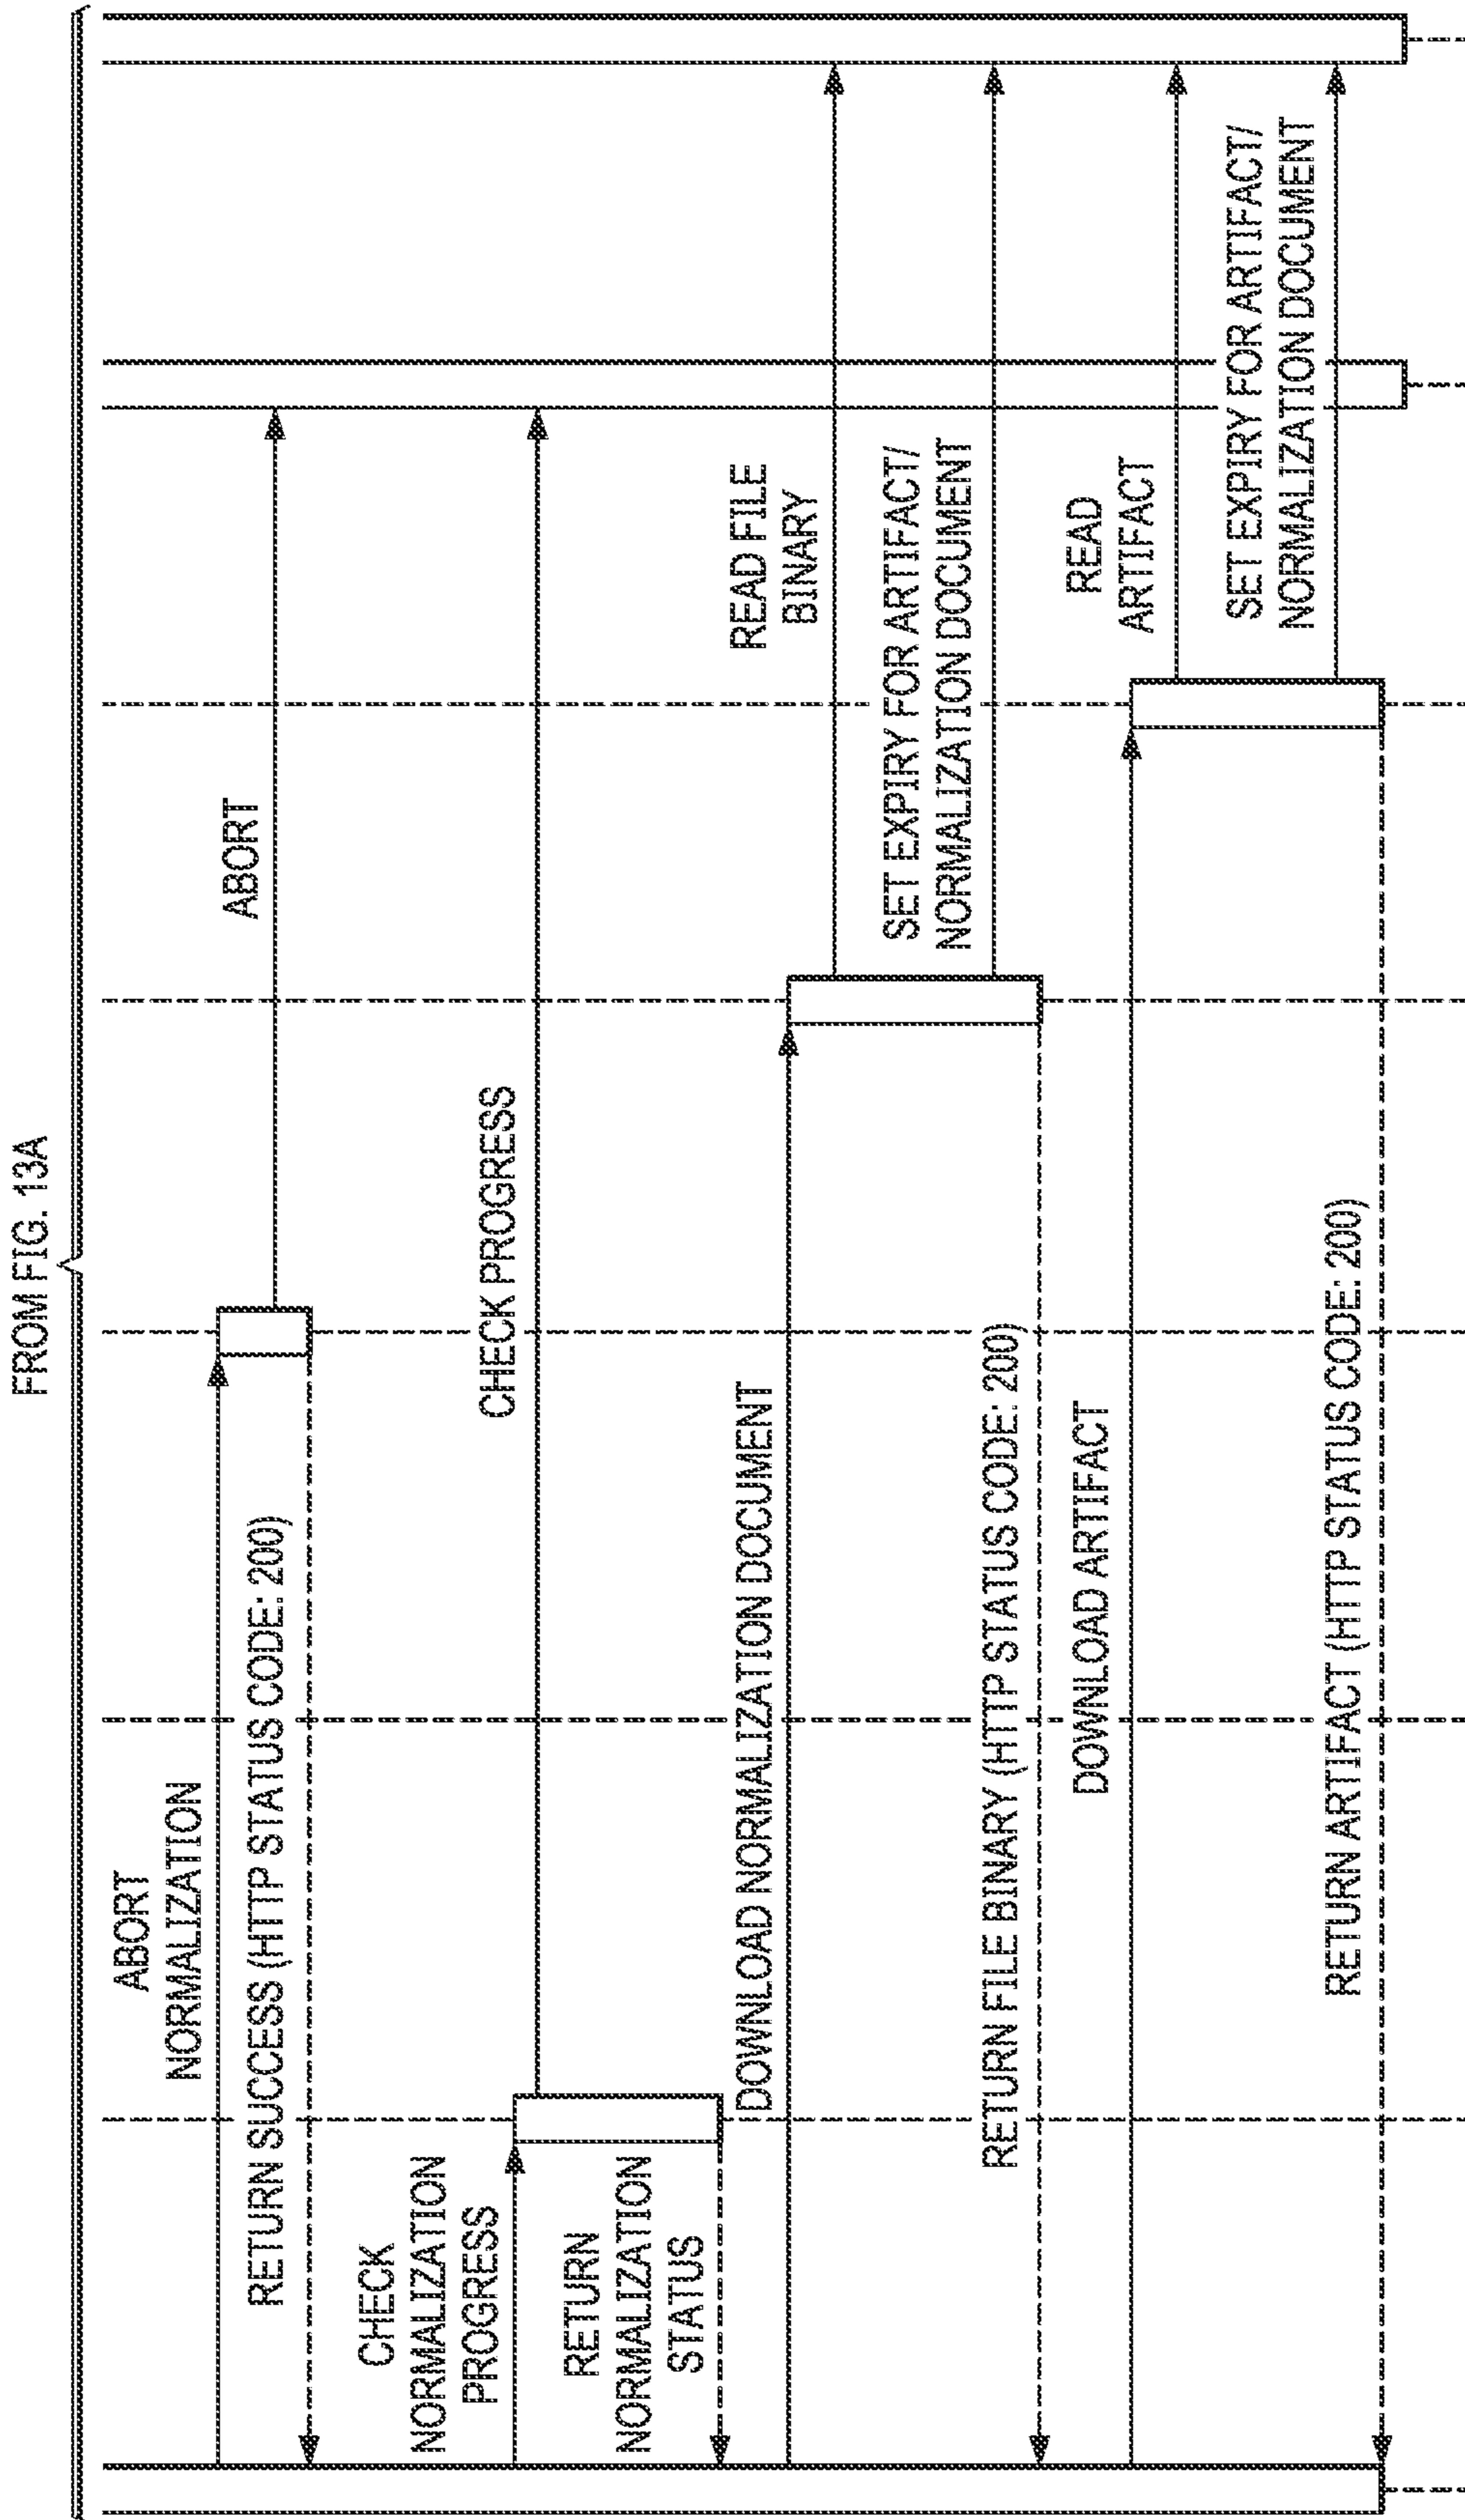 FROM FIG. 13A
ABORT
NORMALIZATION
ABORT
RETURN SUCCESS (HTTP STATUS CODE: 200)
CHECK
NORMALIZATION
PROGRESS
CHECK PROGRESS
RETURN
NORMALIZATION
STATUS
DOWNLOAD NORMALIZATION DOCUMENT
READ FILE
BINARY
SET EXPIRY FOR ARTIFACT/
NORMALIZATION DOCUMENT
RETURN FILE BINARY (HTTP STATUS CODE: 200)
DOWNLOAD ARTIFACT
READ
ARTIFACT
SET EXPIRY FOR ARTIFACT/
NORMALIZATION DOCUMENT
RETURN ARTIFACT (HTTP STATUS CODE: 200)